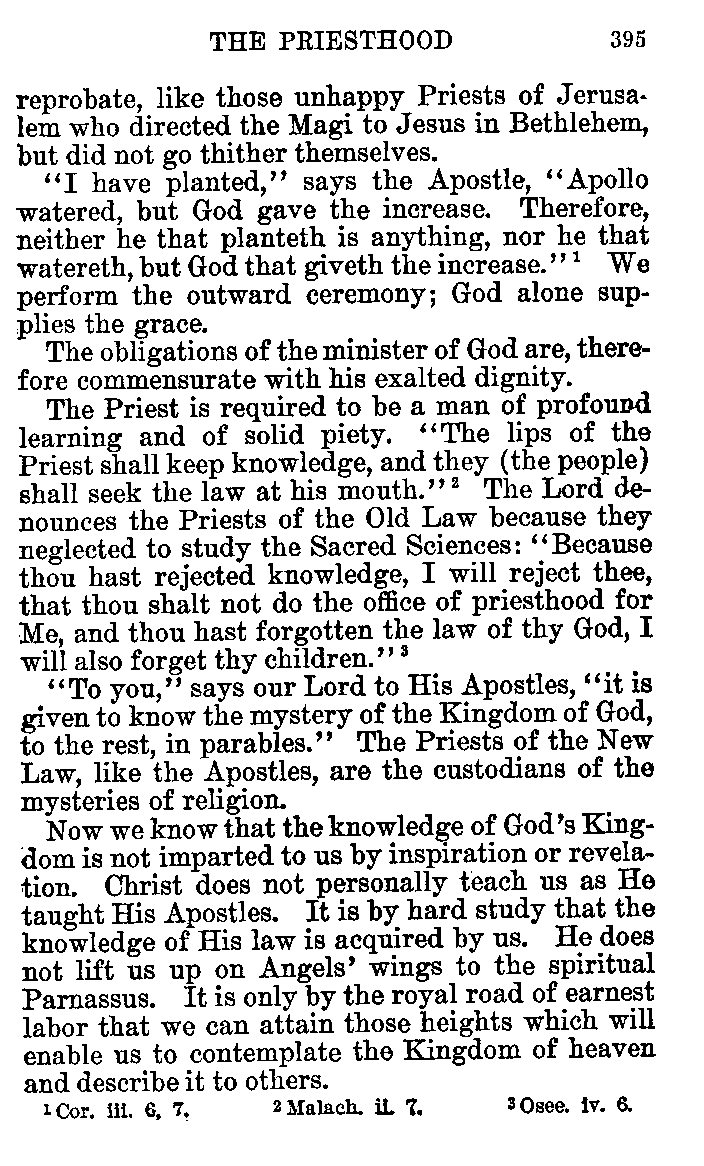 THE PRIESTHOOD 395
reprobate, like those unhappy Priests of Jerusa-
lem who directed the Magi to Jesus in Bethlehem,
but did not go thither themselves.
"I have planted," says the Apostle, "Apollo
watered, but God gave the increase. Therefore,
neither he that planteth is anything, nor he that
watereth, but God that giveth the increase."¹ We
perform the outward ceremony; God alone sup-
plies the grace.
The obligations of the minister of God are, there-
fore commensurate with his exalted dignity.
The Priest is required to be a man of profound
learning and of solid piety. "The lips of the
Priest shall keep knowledge, and they (the people)
shall seek the law at his mouth."² The Lord de-
nounces the Priests of the Old Law because they
neglected to study the Sacred Sciences: "Because
thou hast rejected knowledge, I will reject thee,
that thou shalt not do the office of priesthood for
Me, and thou hast forgotten the law of thy God, I
will also forget thy children."³
"To you," says our Lord to His Apostles, "it is
given to know the mystery of the Kingdom of God,
to the rest, in parables." The Priests of the New
Law, like the Apostles, are the custodians of the
mysteries of religion.
Now we know that the knowledge of God's King-
dom is not imparted to us by inspiration or revela-
tion. Christ does not personally teach us as He
taught His Apostles. It is by hard study that the
knowledge of His law is acquired by us. He does
not lift us up on Angels' wings to the spiritual
Parnassus. It is only by the royal road of earnest
labor that we can attain those heights which will
enable us to contemplate the Kingdom of heaven
and describe it to others.
¹ Cor. iii. 6, 7. ² Malach. ii. 7. ³ Osee. iv. 6.